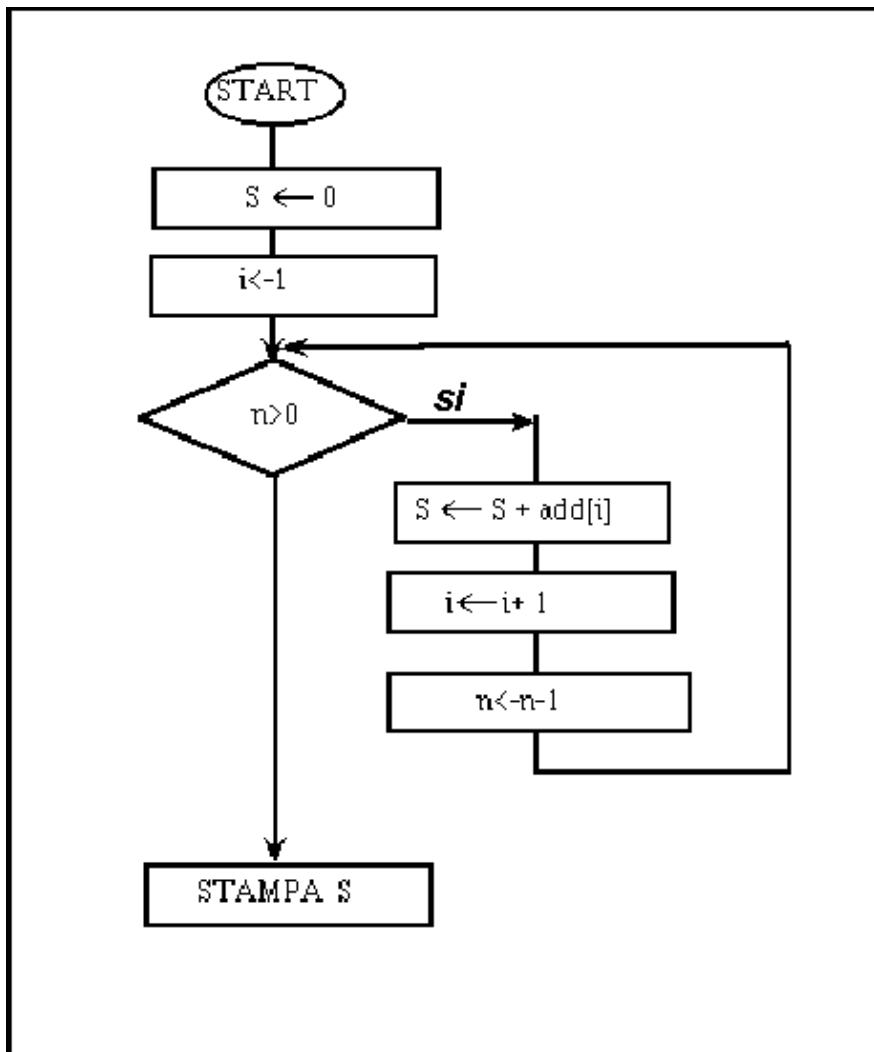 START
S ← 0
i<-1
n>0
si
S ← S + add[i]
i←i+ 1
n<-n-1
STAMPA S